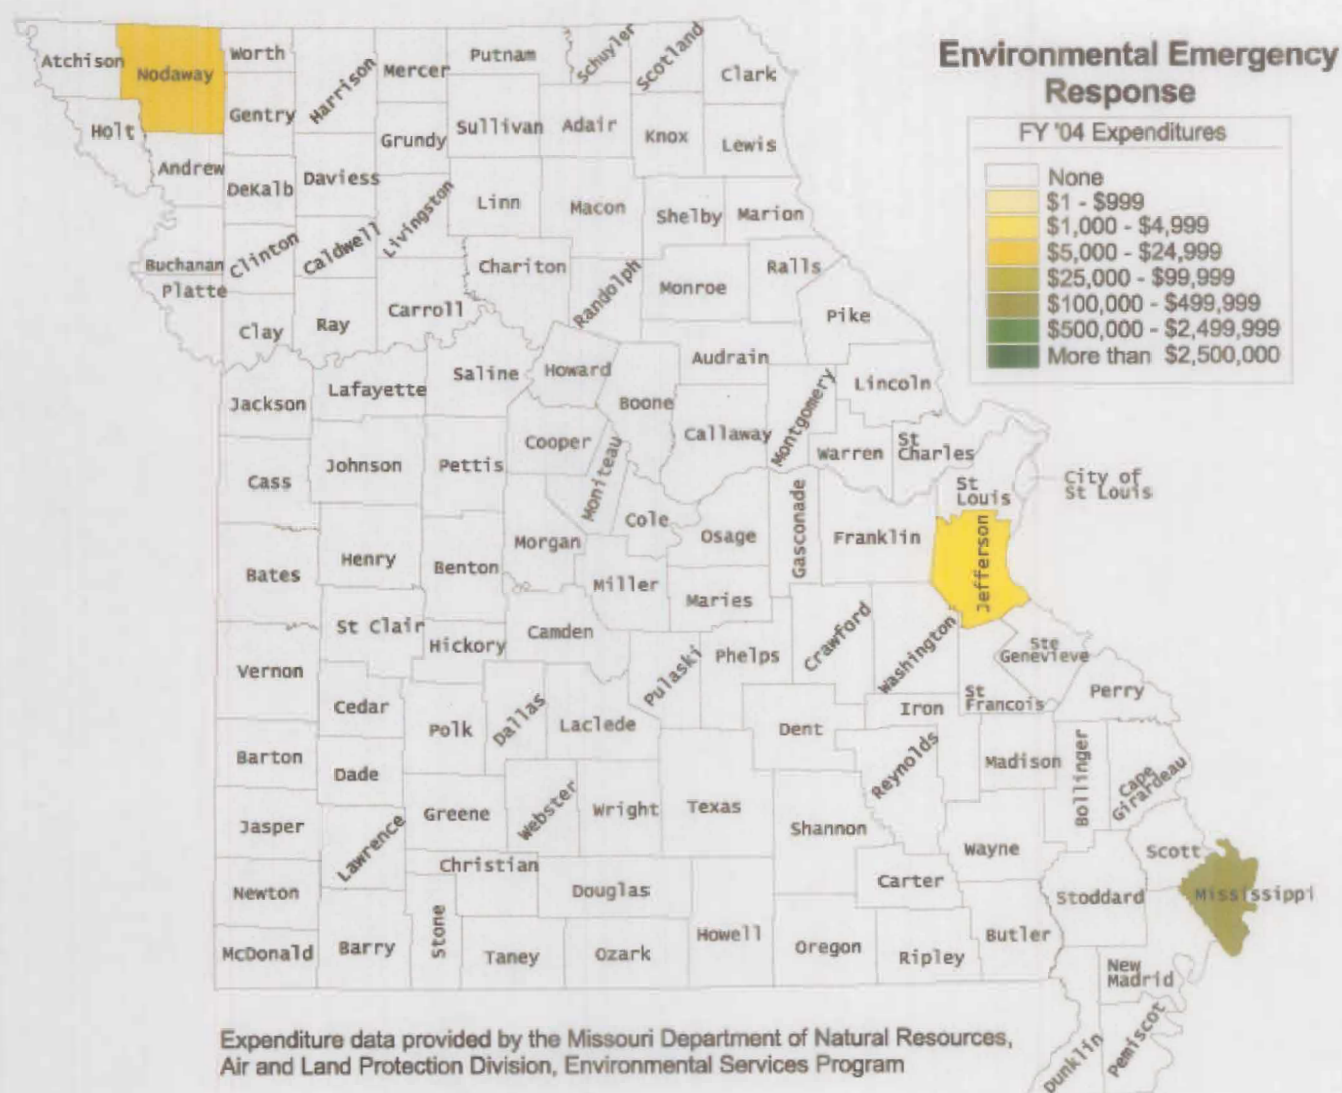 Environmental Emergency
Response
FY '04 Expenditures
None
$1 - $999
$1,000 - $4,999
$5,000 - $24,999
$25,000 - $99,999
$100,000 - $499,999
$500,000 - $2,499,999
More than $2,500,000
Atchison
Nodaway
Worth
Harrison
Mercer
Putnam
Schuyler
Scotland
Clark
Holt
Gentry
Grundy
Sullivan
Adair
Knox
Lewis
Andrew
DeKalb
Daviess
Livingston
Linn
Macon
Shelby
Marion
Buchanan
Clinton
Caldwell
Chariton
Randolph
Monroe
Ralls
Platte
Clay
Ray
Carroll
Pike
Jackson
Lafayette
Saline
Howard
Boone
Audrain
Montgomery
Lincoln
Cass
Johnson
Pettis
Cooper
Moniteau
Callaway
Warren
St
Charles
St
Louis
City of
St Louis
Bates
Henry
Benton
Morgan
Cole
Miller
Osage
Gasconade
Franklin
Jefferson
Maries
Vernon
St Clair
Hickory
Camden
Pulaski
Phelps
Crawford
Washington
Ste
Genevieve
St
Francois
Perry
Cedar
Polk
Dallas
Laclede
Dent
Iron
Reynolds
Madison
Bollinger
Cape
Girardeau
Barton
Dade
Greene
Webster
Wright
Texas
Shannon
Wayne
Scott
Mississippi
Jasper
Lawrence
Christian
Douglas
Carter
Stoddard
Newton
McDonald
Barry
Stone
Taney
Ozark
Howell
Oregon
Ripley
Butler
New
Madrid
Dunklin
Pemiscot
Expenditure data provided by the Missouri Department of Natural Resources,
Air and Land Protection Division, Environmental Services Program